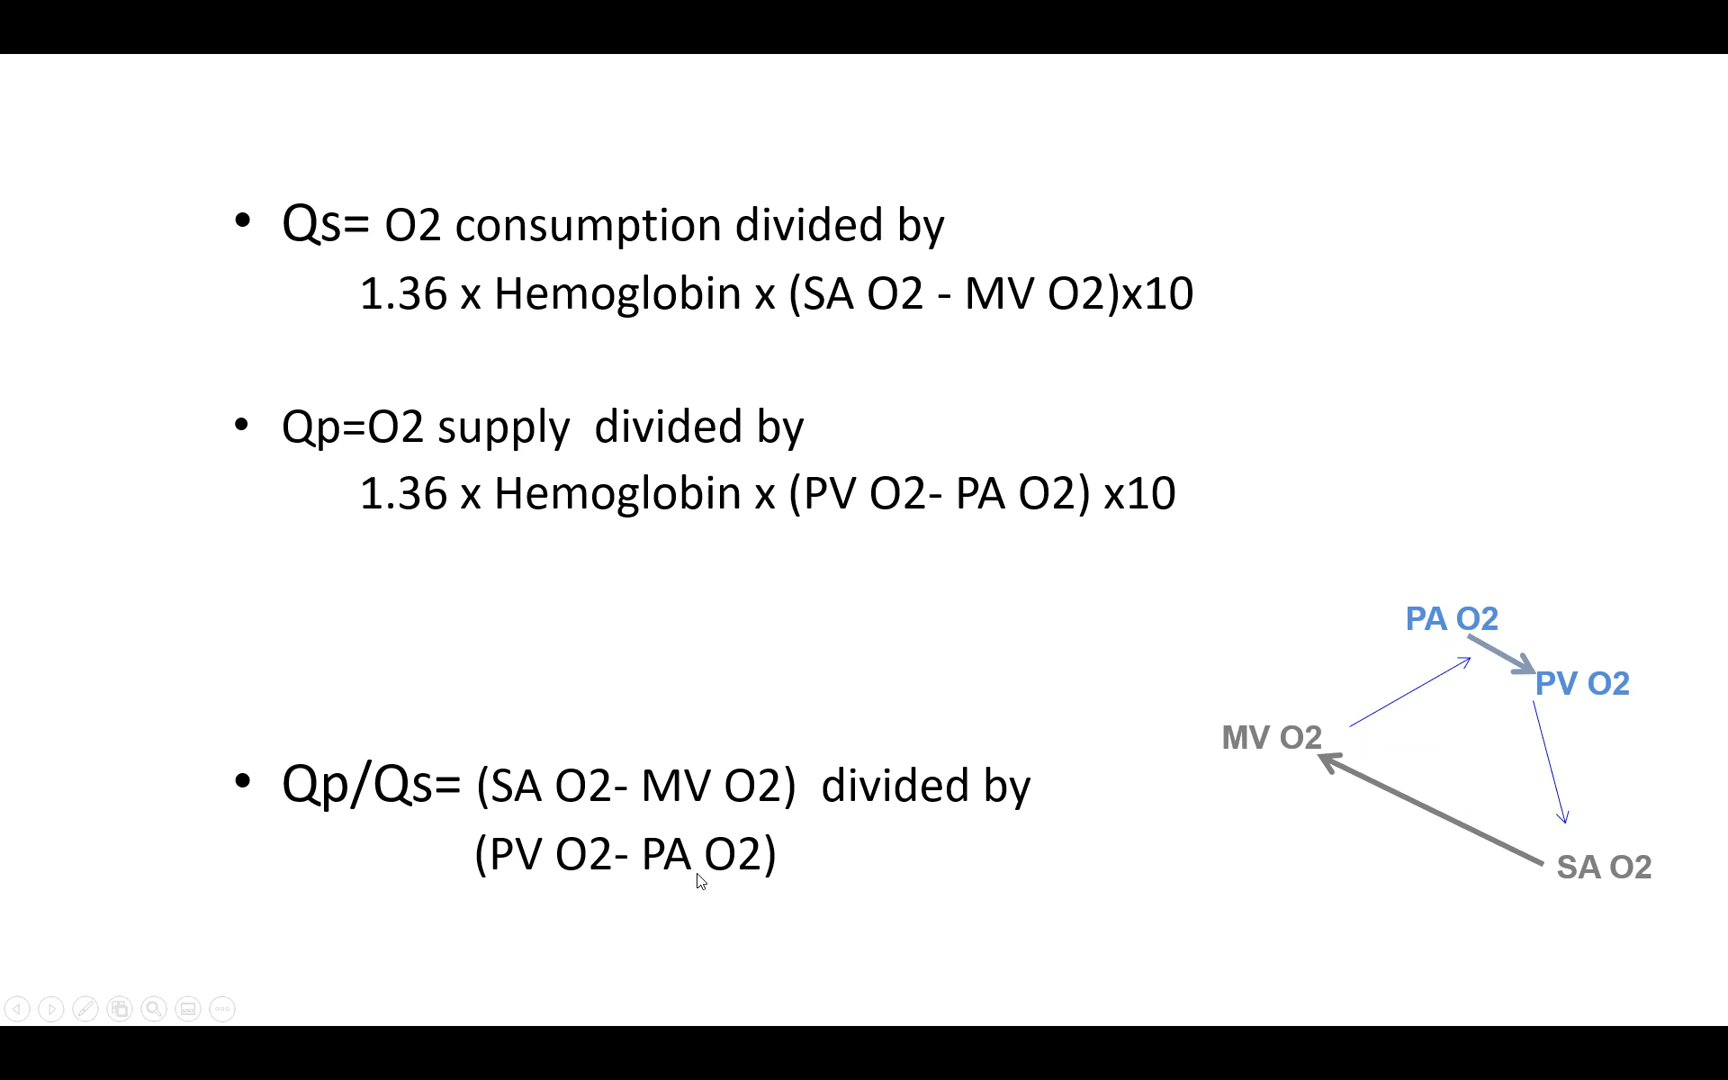 • Qs= O2 consumption divided by
1.36 x Hemoglobin x (SA O2 - MV O2)x10
• Qp=O2 supply  divided by
1.36 x Hemoglobin x (PV O2- PA O2) x10
• Qp/Qs= (SA O2- MV O2)  divided by
(PV O2- PA O2)
PA O2
PV O2
MV O2
SA O2